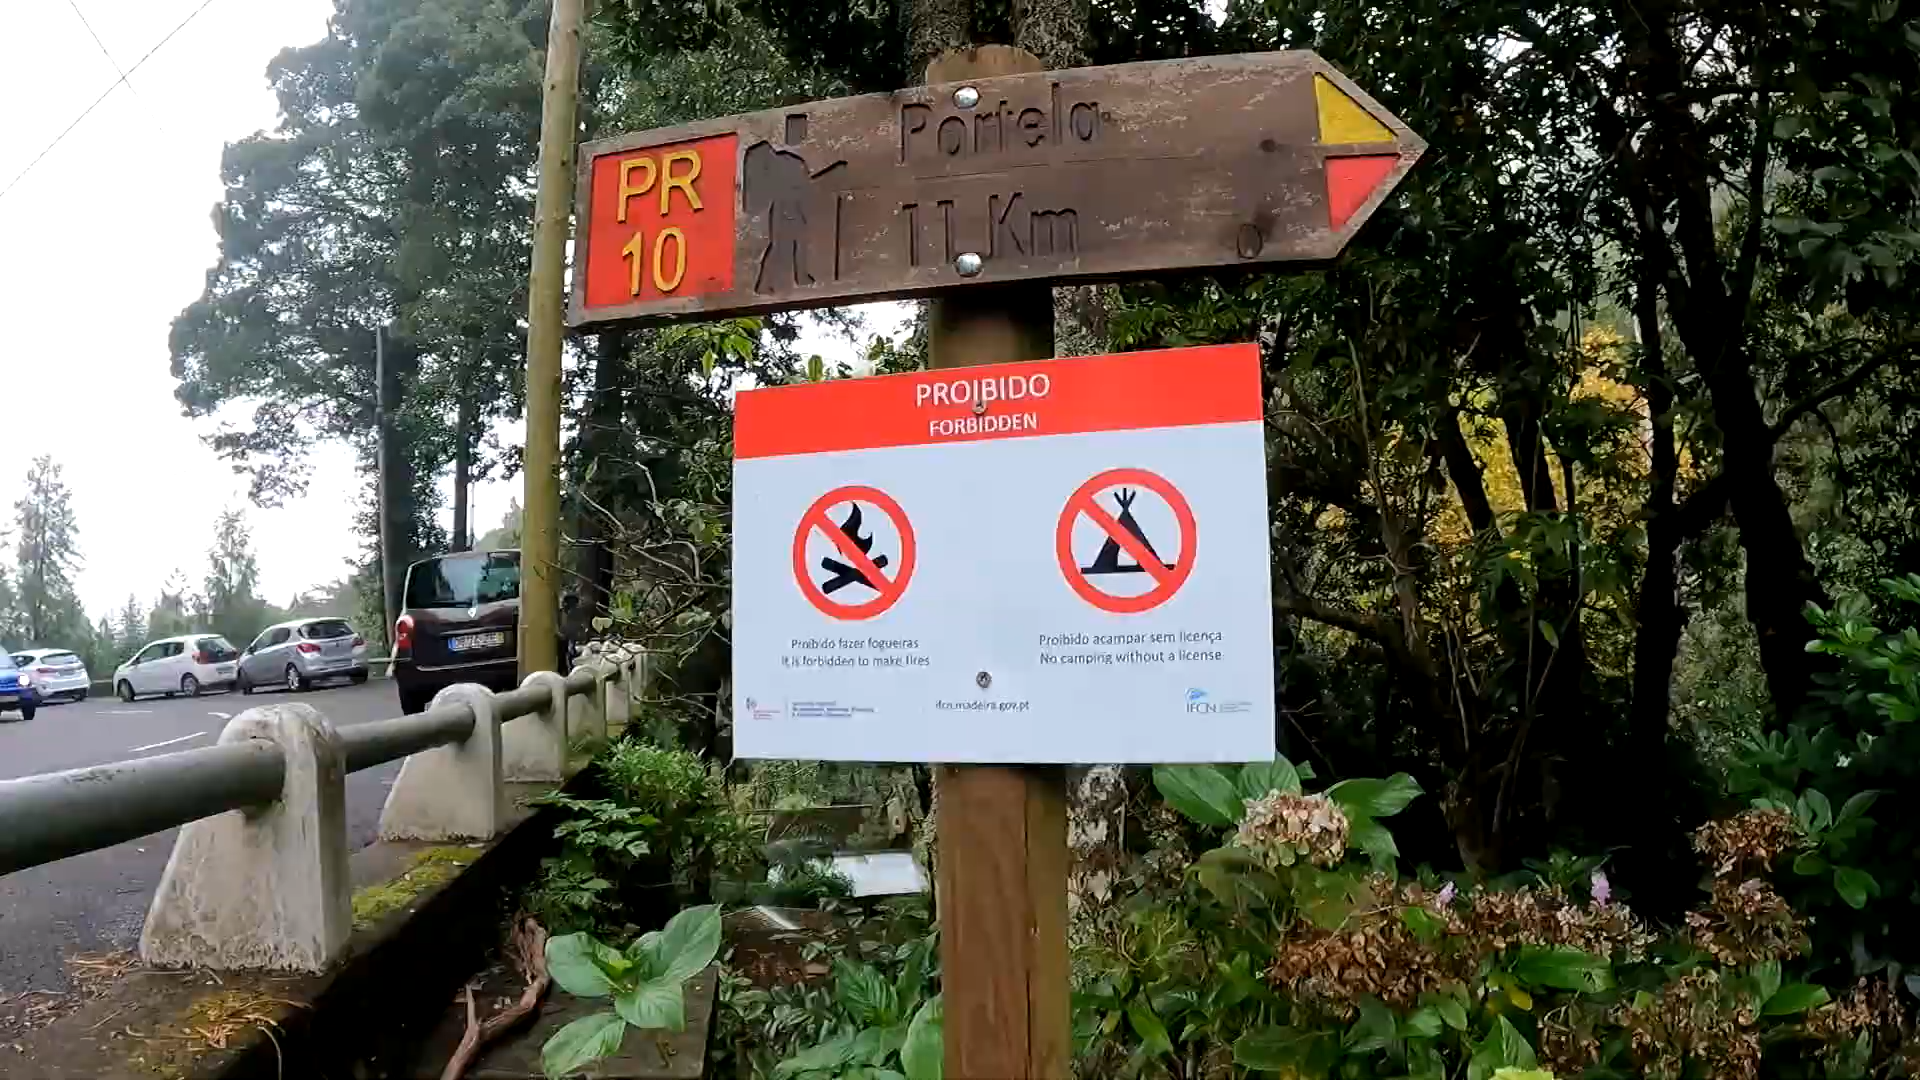 PR
10
Portela
11 Km
PROIBIDO
FORBIDDEN
Proibido fazer fogueiras
It is forbidden to make fires
Proibido acampar sem licença
No camping without a license
ifcn.madeira.gov.pt
IFCN